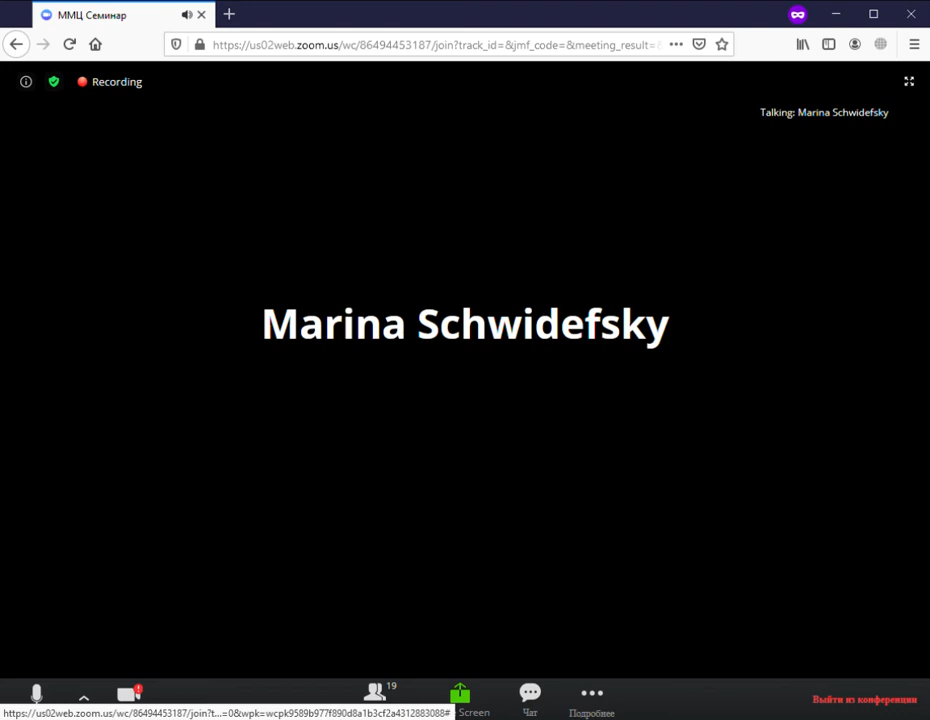 ММЦ Семинар
https://us02web.zoom.us/wc/86494453187/join?track_id=&jmf_code=&meeting_result=
Recording
Talking: Marina Schwidefsky
Marina Schwidefsky
19
Screen
Чат
Подробнее
Выйти из конференции
https://us02web.zoom.us/wc/86494453187/join?t...=0&wpk=wcpk9589b977f890d8a1b3cf2a4312883088#